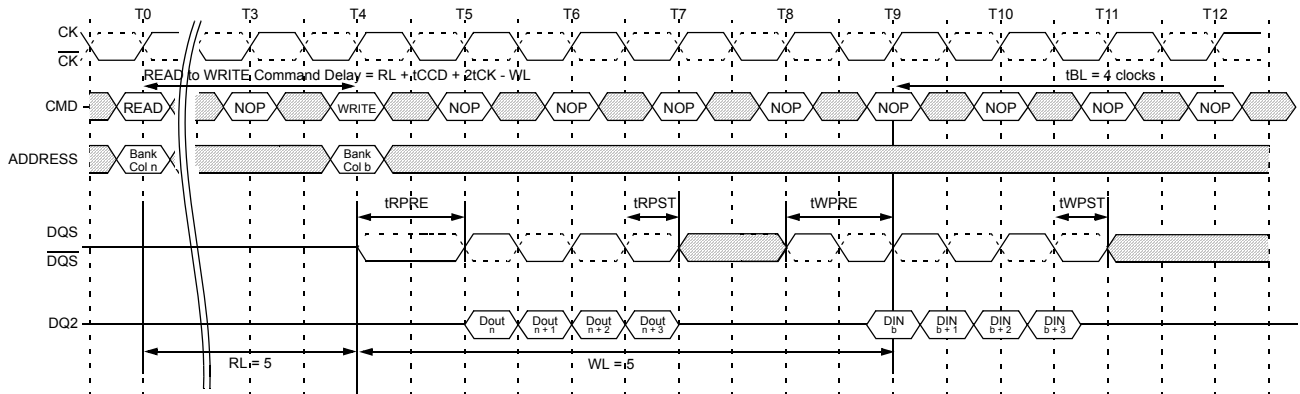 T0 T3 T4 T5 T6 T7 T8 T9 T10 T11 T12
CK
CK
READ to WRITE Command Delay = RL + tCCD + 2tCK - WL
tBL = 4 clocks
CMD READ NOP WRITE NOP NOP NOP NOP NOP NOP NOP NOP
ADDRESS Bank Col n Bank Col b
tRPRE tRPST tWPRE tWPST
DQS
DQS
DQ2 Dout n Dout n + 1 Dout n + 2 Dout n + 3 DIN b DIN b + 1 DIN b + 2 DIN b + 3
RL = 5 WL = 5